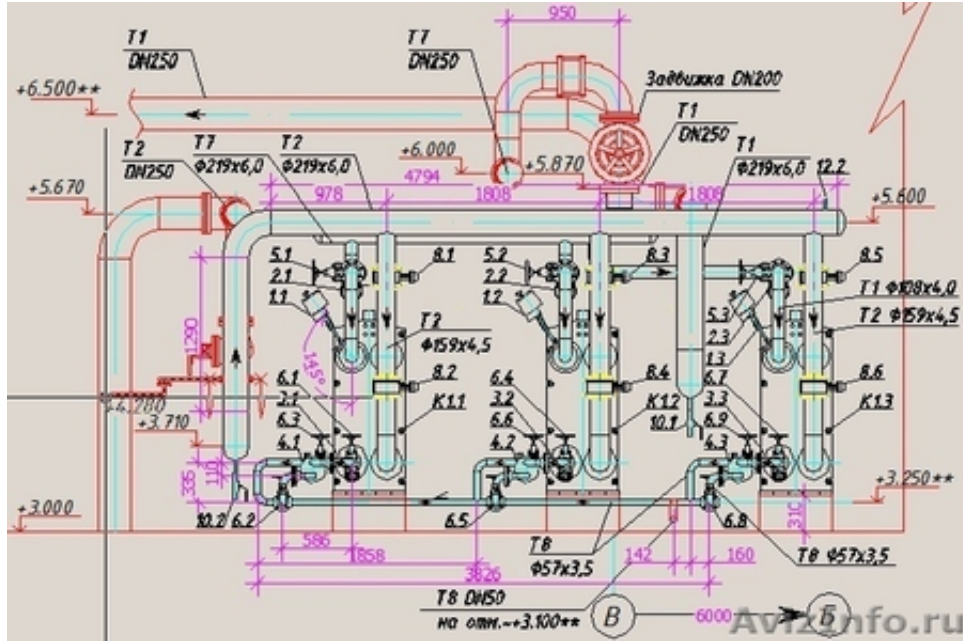 950
T1
DN250
T7
DN250
Задвижка DN200
+6.500**
T1
DN250
T2
DN250
T7
Ф219х6,0
T2
Ф219х6,0
+6.000
+5.870
T1
Ф219х6,0
12.2
4794
978
1808
1808
+5.670
+5.600
5.1
2.1
1.1
8.1
5.2
2.2
1.2
8.3
8.5
T1 Ф108х4,0
T2 Ф159х4,5
5.3
2.3
1.3
1290
T2
Ф159х4,5
145°
6.1
3.1
6.3
4.1
8.2
К1.1
6.4
3.2
6.6
4.2
8.4
К1.2
6.7
3.3
6.9
4.3
8.6
К1.3
+4.280
+3.710
10.1
110
336
+3.250**
+3.000
10.2
6.2
6.5
6.8
310
586
1858
T8
Ф57х3,5
142
160
T8 Ф57х3,5
3826
T8 DN50
на отм.~+3.100**
В
6000
Б
AvizInfo.ru